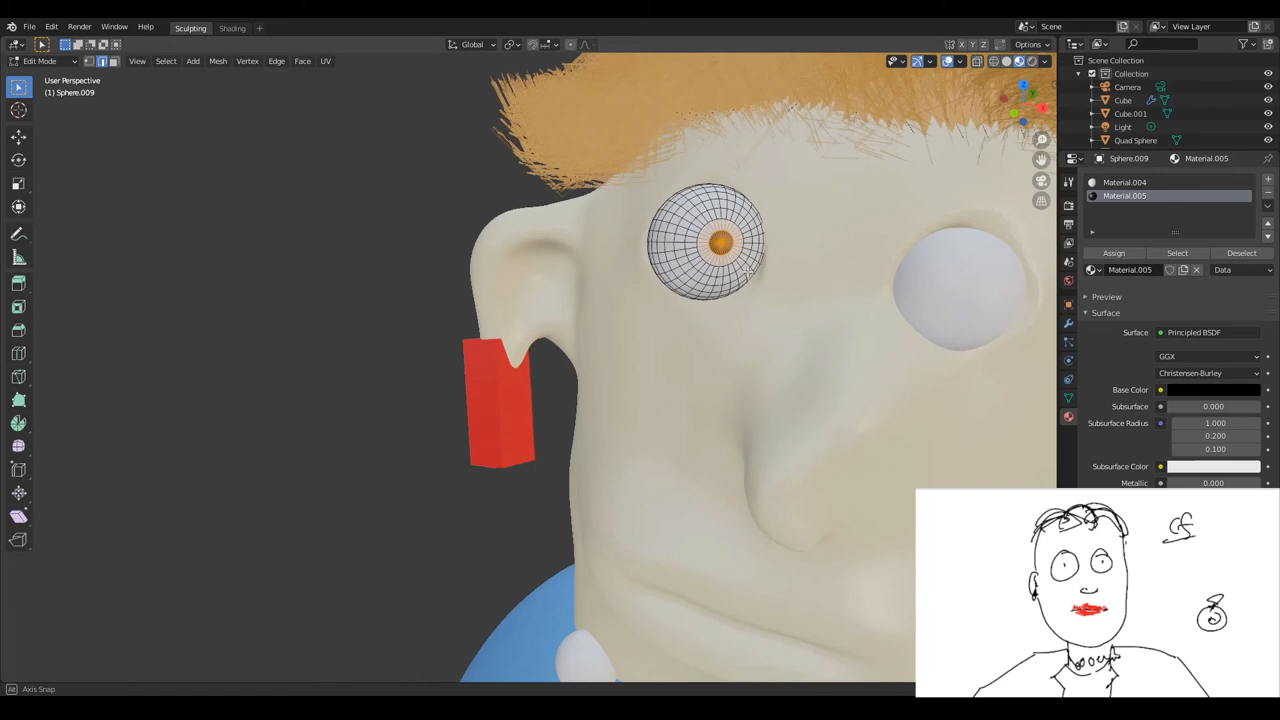 File Edit Render Window Help Sculpting Shading + Scene View Layer
Global X Y Z Options
Edit Mode View Select Add Mesh Vertex Edge Face UV
User Perspective
(1) Sphere.009
Scene Collection
Collection
Camera
Cube
Cube.001
Light
Quad Sphere
Sphere.009 Material.005
Material.004
Material.005
Assign Select Deselect
Material.005 Data
Preview
Surface
Surface Principled BSDF
GGX
Christensen-Burley
Base Color
Subsurface 0.000
Subsurface Radius 1.000
0.200
0.100
Subsurface Color
Metallic 0.000
Alt Axis Snap